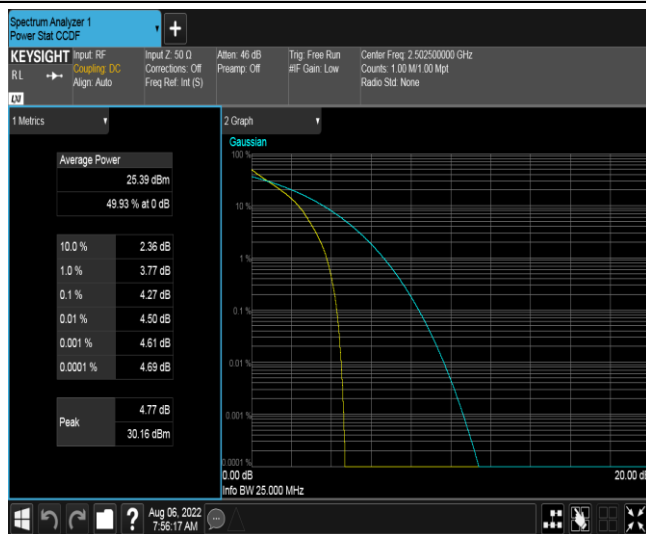 Spectrum Analyzer 1
Power Stat CCDF
+
KEYSIGHT
RL
LXI
Input: RF
Coupling: DC
Align: Auto
Input Z: 50 Ω
Corrections: Off
Freq Ref: Int (S)
Atten: 46 dB
Preamp: Off
Trig: Free Run
#IF Gain: Low
Center Freq: 2.502500000 GHz
Counts: 1.00 M/1.00 Mpt
Radio Std: None
1 Metrics
Average Power
25.39 dBm
49.93 % at 0 dB
10.0 % 2.36 dB
1.0 % 3.77 dB
0.1 % 4.27 dB
0.01 % 4.50 dB
0.001 % 4.61 dB
0.0001 % 4.69 dB
Peak
4.77 dB
30.16 dBm
2 Graph
Gaussian
100 %
10 %
1 %
0.1 %
0.01 %
0.001 %
0.0001 %
0.00 dB
20.00 dB
Info BW 25.000 MHz
?
Aug 06, 2022
7:56:17 AM